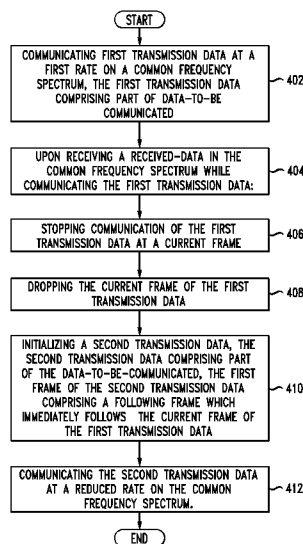 START
COMMUNICATING FIRST TRANSMISSION DATA AT A
FIRST RATE ON A COMMON FREQUENCY
SPECTRUM, THE FIRST TRANSMISSION DATA
COMPRISING PART OF DATA-TO-BE
COMMUNICATED
402
UPON RECEIVING A RECEIVED-DATA IN THE
COMMON FREQUENCY SPECTRUM WHILE
COMMUNICATING THE FIRST TRANSMISSION DATA:
404
STOPPING COMMUNICATION OF THE FIRST
TRANSMISSION DATA AT A CURRENT FRAME
406
DROPPING THE CURRENT FRAME OF THE FIRST
TRANSMISSION DATA
408
INITIALIZING A SECOND TRANSMISSION DATA, THE
SECOND TRANSMISSION DATA COMPRISING PART
OF THE DATA-TO-BE-COMMUNICATED, THE FIRST
FRAME OF THE SECOND TRANSMISSION DATA
COMPRISING A FOLLOWING FRAME WHICH
IMMEDIATELY FOLLOWS THE CURRENT FRAME OF
THE FIRST TRANSMISSION DATA
410
COMMUNICATING THE SECOND TRANSMISSION DATA
AT A REDUCED RATE ON THE COMMON
FREQUENCY SPECTRUM.
412
END